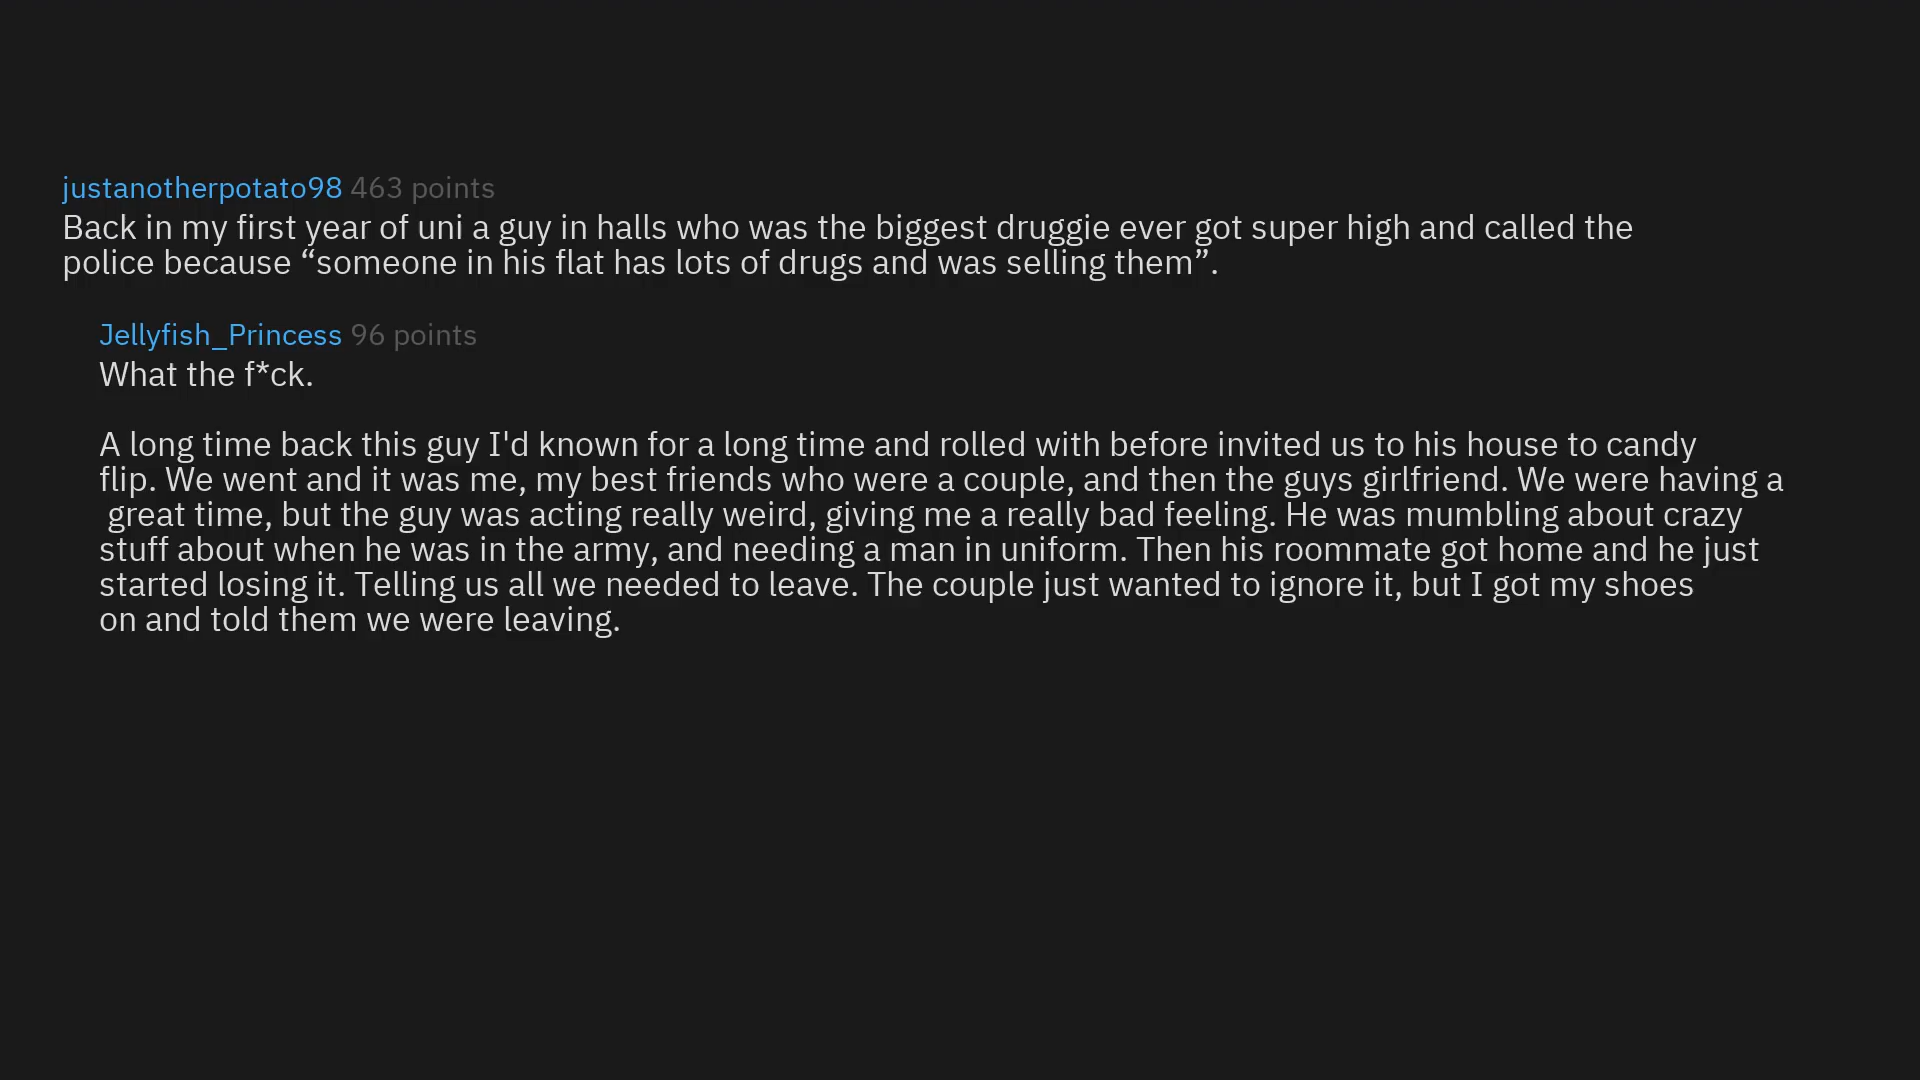 justanotherpotato98 463 points
Back in my first year of uni a guy in halls who was the biggest druggie ever got super high and called the
police because “someone in his flat has lots of drugs and was selling them”.
Jellyfish_Princess 96 points
What the f*ck.
A long time back this guy I'd known for a long time and rolled with before invited us to his house to candy
flip. We went and it was me, my best friends who were a couple, and then the guys girlfriend. We were having a
great time, but the guy was acting really weird, giving me a really bad feeling. He was mumbling about crazy
stuff about when he was in the army, and needing a man in uniform. Then his roommate got home and he just
started losing it. Telling us all we needed to leave. The couple just wanted to ignore it, but I got my shoes
on and told them we were leaving.